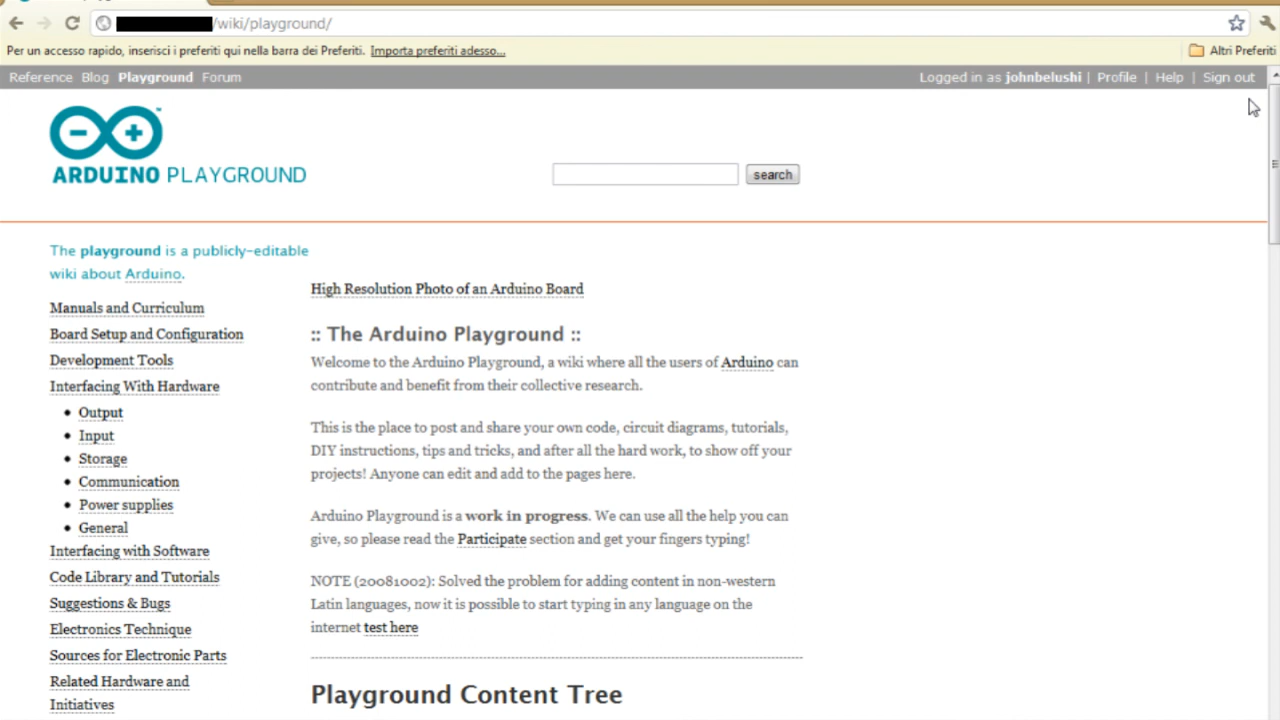 /wiki/playground/
Per un accesso rapido, inserisci i preferiti qui nella barra dei Preferiti. Importa preferiti adesso...
Altri Preferiti
Reference Blog Playground Forum
Logged in as johnbelushi | Profile | Help | Sign out
ARDUINO PLAYGROUND
search
The playground is a publicly-editable
wiki about Arduino.
Manuals and Curriculum
Board Setup and Configuration
Development Tools
Interfacing With Hardware
• Output
• Input
• Storage
• Communication
• Power supplies
• General
Interfacing with Software
Code Library and Tutorials
Suggestions & Bugs
Electronics Technique
Sources for Electronic Parts
Related Hardware and
Initiatives
High Resolution Photo of an Arduino Board
:: The Arduino Playground ::
Welcome to the Arduino Playground, a wiki where all the users of Arduino can
contribute and benefit from their collective research.
This is the place to post and share your own code, circuit diagrams, tutorials,
DIY instructions, tips and tricks, and after all the hard work, to show off your
projects! Anyone can edit and add to the pages here.
Arduino Playground is a work in progress. We can use all the help you can
give, so please read the Participate section and get your fingers typing!
NOTE (20081002): Solved the problem for adding content in non-western
Latin languages, now it is possible to start typing in any language on the
internet test here
Playground Content Tree